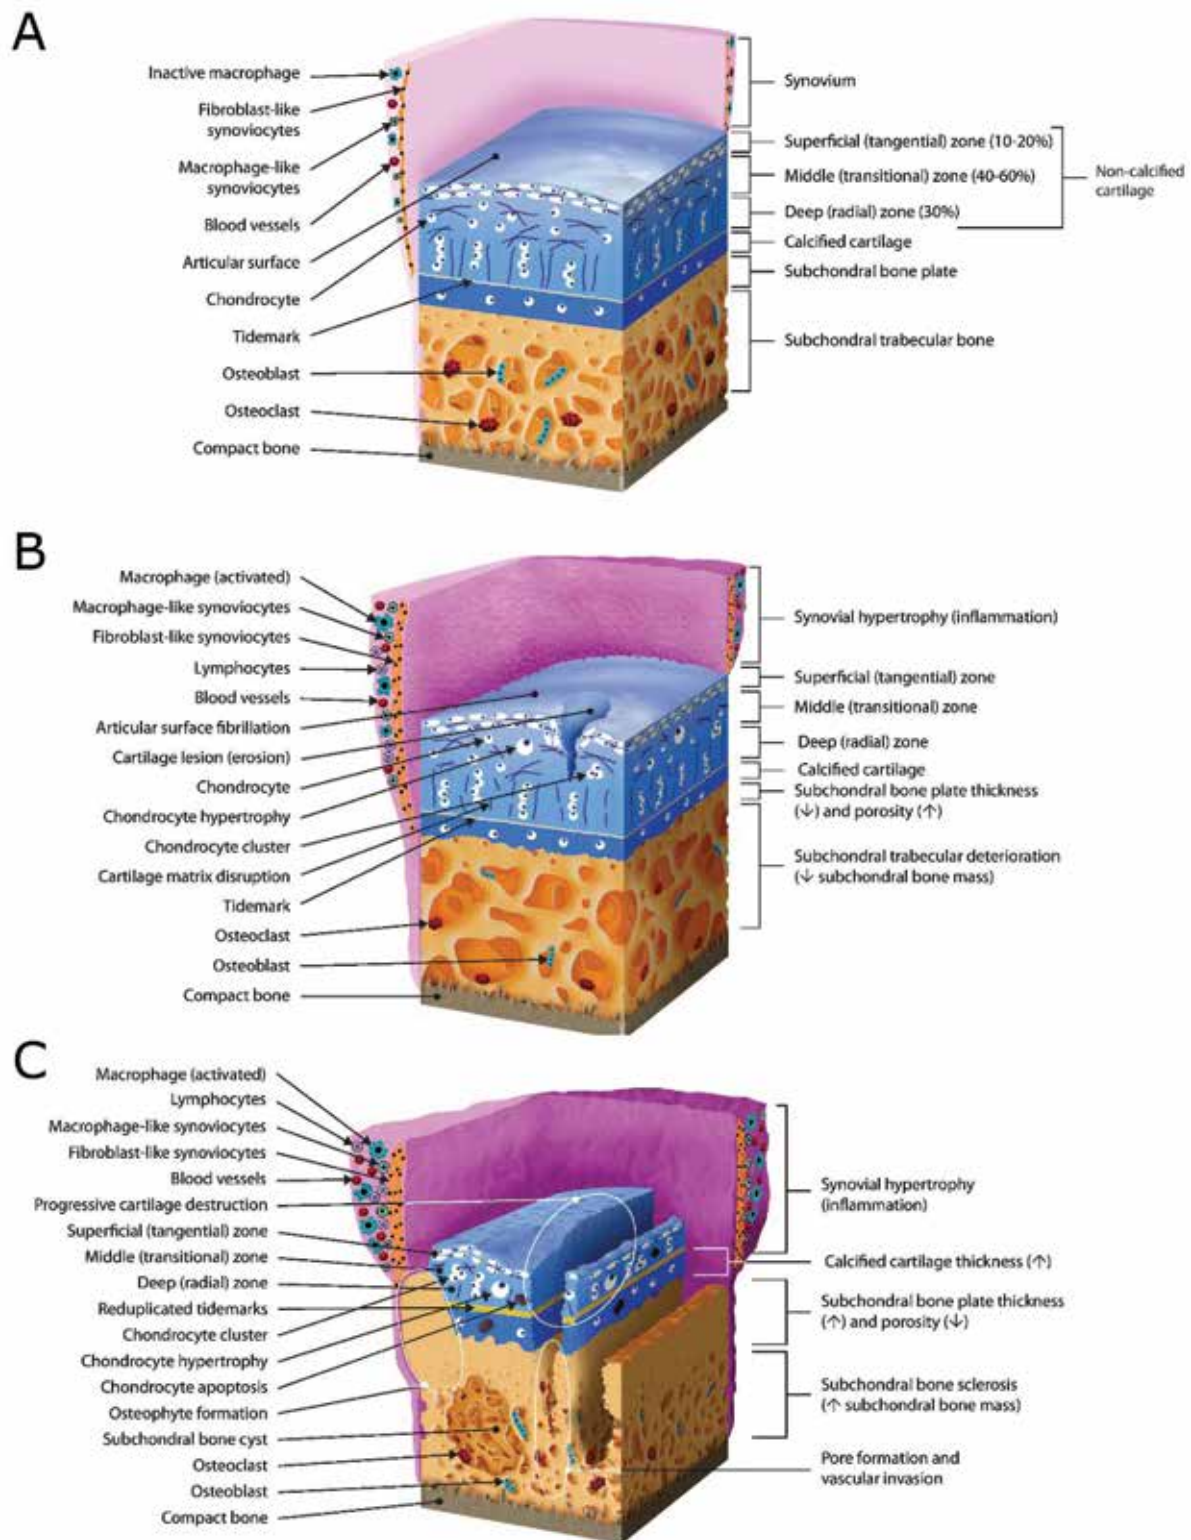 A
Inactive macrophage
Fibroblast-like
synoviocytes
Macrophage-like
synoviocytes
Blood vessels
Articular surface
Chondrocyte
Tidemark
Osteoblast
Osteoclast
Compact bone
Synovium
Superficial (tangential) zone (10-20%)
Middle (transitional) zone (40-60%)
Deep (radial) zone (30%)
Calcified cartilage
Subchondral bone plate
Subchondral trabecular bone
Non-calcified
cartilage
B
Macrophage (activated)
Macrophage-like synoviocytes
Fibroblast-like synoviocytes
Lymphocytes
Blood vessels
Articular surface fibrillation
Cartilage lesion (erosion)
Chondrocyte
Chondrocyte hypertrophy
Chondrocyte cluster
Cartilage matrix disruption
Tidemark
Osteoclast
Osteoblast
Compact bone
Synovial hypertrophy (inflammation)
Superficial (tangential) zone
Middle (transitional) zone
Deep (radial) zone
Calcified cartilage
Subchondral bone plate thickness
(↓) and porosity (↑)
Subchondral trabecular deterioration
(↓ subchondral bone mass)
C
Macrophage (activated)
Lymphocytes
Macrophage-like synoviocytes
Fibroblast-like synoviocytes
Blood vessels
Progressive cartilage destruction
Superficial (tangential) zone
Middle (transitional) zone
Deep (radial) zone
Reduplicated tidemarks
Chondrocyte cluster
Chondrocyte hypertrophy
Chondrocyte apoptosis
Osteophyte formation
Subchondral bone cyst
Osteoclast
Osteoblast
Compact bone
Synovial hypertrophy
(inflammation)
Calcified cartilage thickness (↑)
Subchondral bone plate thickness
(↑) and porosity (↓)
Subchondral bone sclerosis
(↑ subchondral bone mass)
Pore formation and
vascular invasion